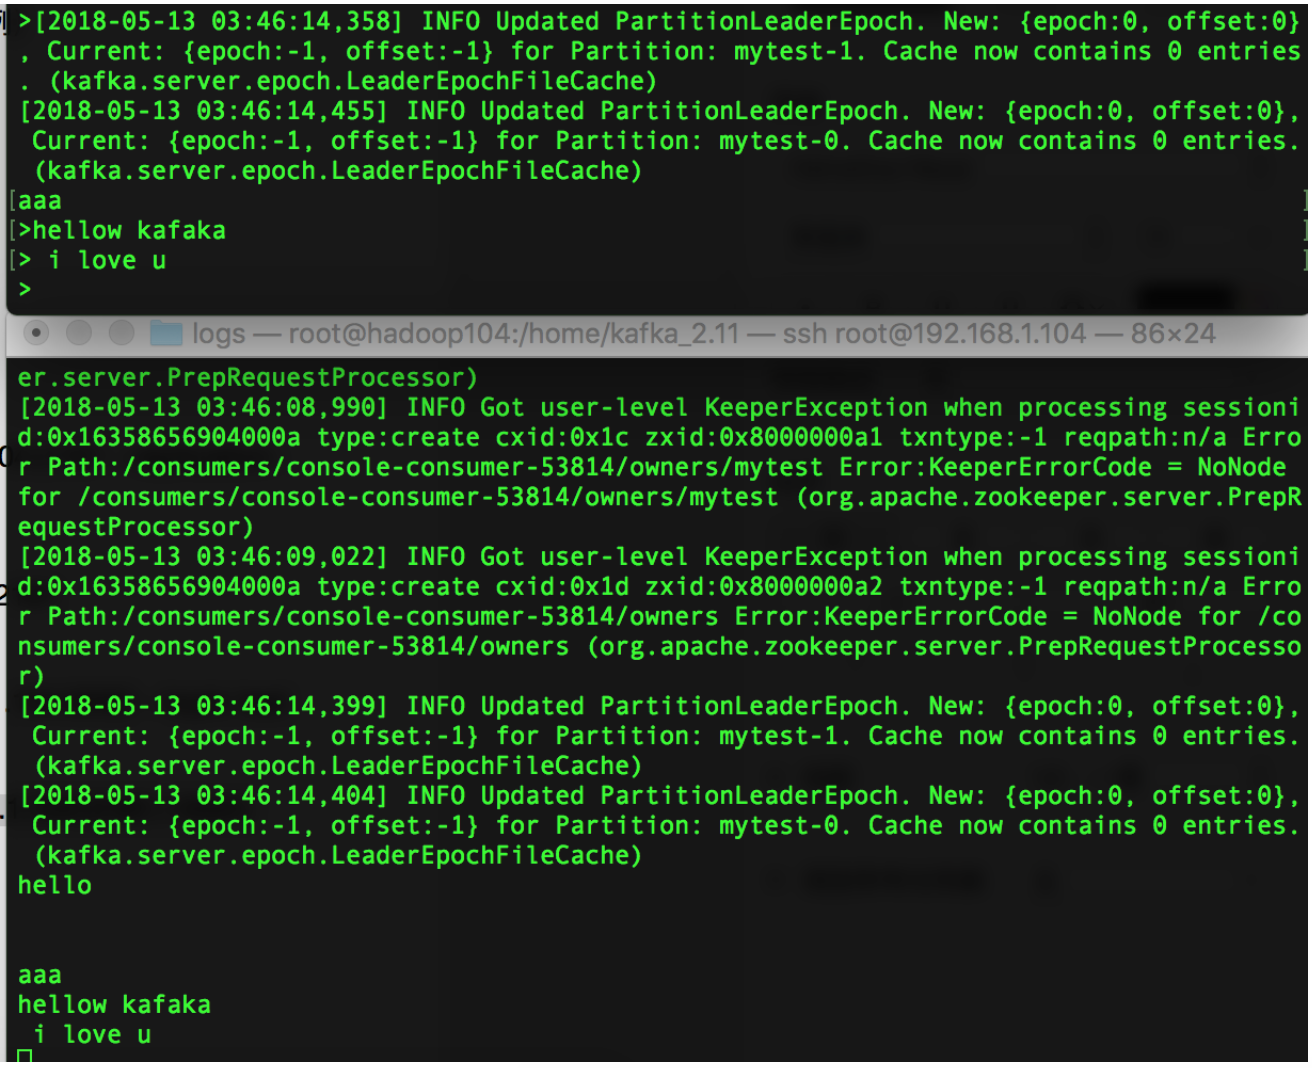 >[2018-05-13 03:46:14,358] INFO Updated PartitionLeaderEpoch. New: {epoch:0, offset:0}
, Current: {epoch:-1, offset:-1} for Partition: mytest-1. Cache now contains 0 entries
. (kafka.server.epoch.LeaderEpochFileCache)
[2018-05-13 03:46:14,455] INFO Updated PartitionLeaderEpoch. New: {epoch:0, offset:0},
Current: {epoch:-1, offset:-1} for Partition: mytest-0. Cache now contains 0 entries.
(kafka.server.epoch.LeaderEpochFileCache)
[aaa ]
[>hellow kafaka ]
[> i love u ]
>
logs — root@hadoop104:/home/kafka_2.11 — ssh root@192.168.1.104 — 86×24
er.server.PrepRequestProcessor)
[2018-05-13 03:46:08,990] INFO Got user-level KeeperException when processing sessioni
d:0x16358656904000a type:create cxid:0x1c zxid:0x8000000a1 txntype:-1 reqpath:n/a Erro
r Path:/consumers/console-consumer-53814/owners/mytest Error:KeeperErrorCode = NoNode
for /consumers/console-consumer-53814/owners/mytest (org.apache.zookeeper.server.PrepR
equestProcessor)
[2018-05-13 03:46:09,022] INFO Got user-level KeeperException when processing sessioni
d:0x16358656904000a type:create cxid:0x1d zxid:0x8000000a2 txntype:-1 reqpath:n/a Erro
r Path:/consumers/console-consumer-53814/owners Error:KeeperErrorCode = NoNode for /co
nsumers/console-consumer-53814/owners (org.apache.zookeeper.server.PrepRequestProcesso
r)
[2018-05-13 03:46:14,399] INFO Updated PartitionLeaderEpoch. New: {epoch:0, offset:0},
Current: {epoch:-1, offset:-1} for Partition: mytest-1. Cache now contains 0 entries.
(kafka.server.epoch.LeaderEpochFileCache)
[2018-05-13 03:46:14,404] INFO Updated PartitionLeaderEpoch. New: {epoch:0, offset:0},
Current: {epoch:-1, offset:-1} for Partition: mytest-0. Cache now contains 0 entries.
(kafka.server.epoch.LeaderEpochFileCache)
hello
aaa
hellow kafaka
i love u